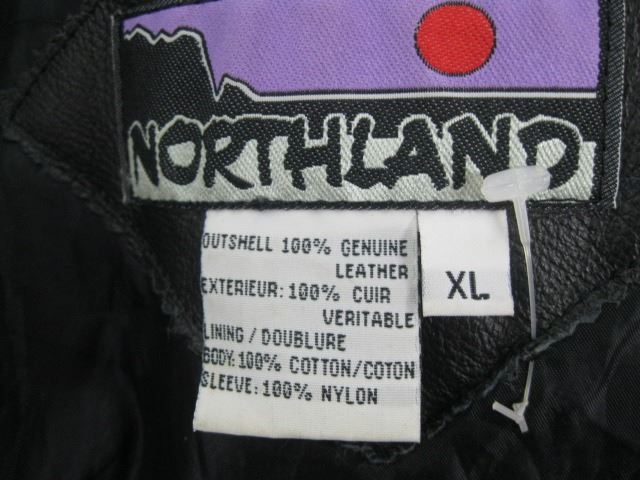 NORTHLAND
OUTSHELL 100% GENUINE
LEATHER
EXTERIEUR: 100% CUIR
VERITABLE
LINING / DOUBLURE
BODY: 100% COTTON/COTON
SLEEVE: 100% NYLON
XL